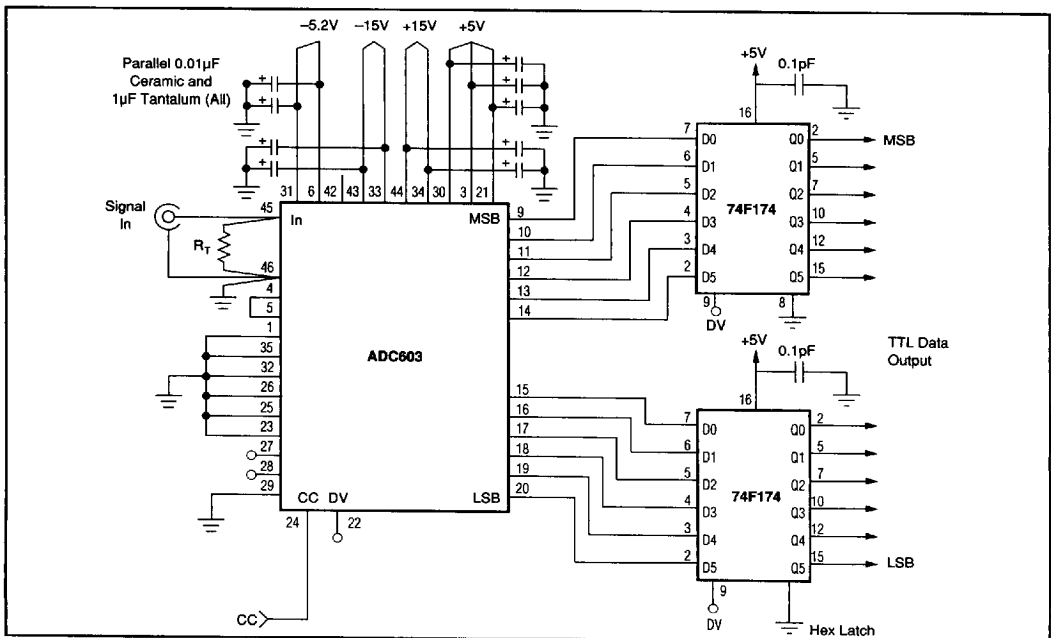 –5.2V –15V +15V +5V
Parallel 0.01µF
Ceramic and
1µF Tantalum (All)
+ + + + + + + + +
31 6 42 43 33 44 34 30 3 21
Signal
In
45
In
R_T
46
4
5
1
35
32
26
25
23
27
28
29
ADC603
MSB
9
10
11
12
13
14
15
16
17
18
19
20
LSB
CC DV
24
22
CC
+5V
0.1pF
16
7 D0 Q0 2 MSB
6 D1 Q1 5
5 D2 Q2 7
74F174
4 D3 Q3 10
3 D4 Q4 12
2 D5 Q5 15
9 8
DV
TTL Data
Output
+5V
0.1pF
16
7 D0 Q0 2
6 D1 Q1 5
5 D2 Q2 7
74F174
4 D3 Q3 10
3 D4 Q4 12
2 D5 Q5 15 LSB
9
DV
Hex Latch